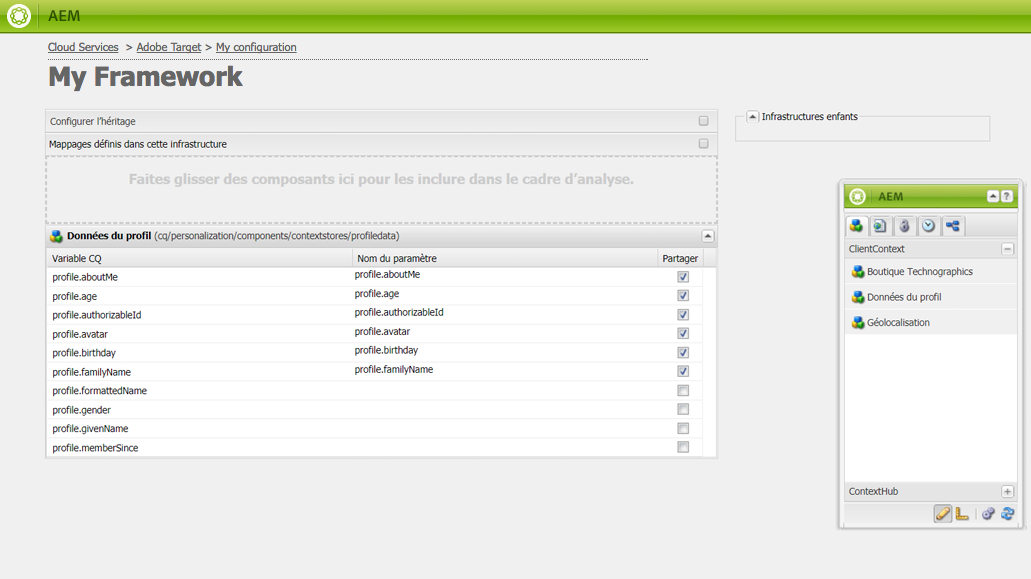 AEM
Cloud Services > Adobe Target > My configuration
My Framework
Configurer l'héritage
Mappages définis dans cette infrastructure
Faites glisser des composants ici pour les inclure dans le cadre d'analyse.
Données du profil (cq/personalization/components/contextstores/profiledata)
Variable CQ Nom du paramètre Partager
profile.aboutMe profile.aboutMe
profile.age profile.age
profile.authorizableId profile.authorizableId
profile.avatar profile.avatar
profile.birthday profile.birthday
profile.familyName profile.familyName
profile.formattedName
profile.gender
profile.givenName
profile.memberSince
Infrastructures enfants
AEM ?
ClientContext
Boutique Technographics
Données du profil
Géolocalisation
ContextHub